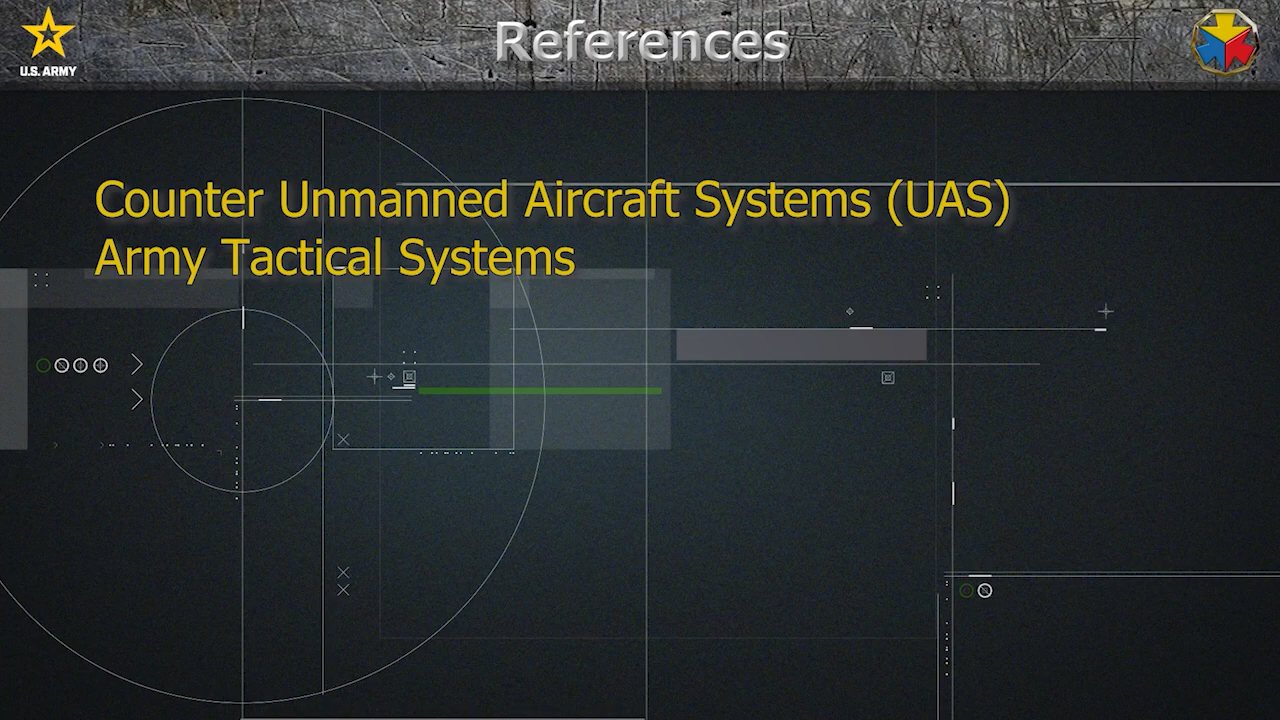 U.S. ARMY
References
Counter Unmanned Aircraft Systems (UAS)
Army Tactical Systems